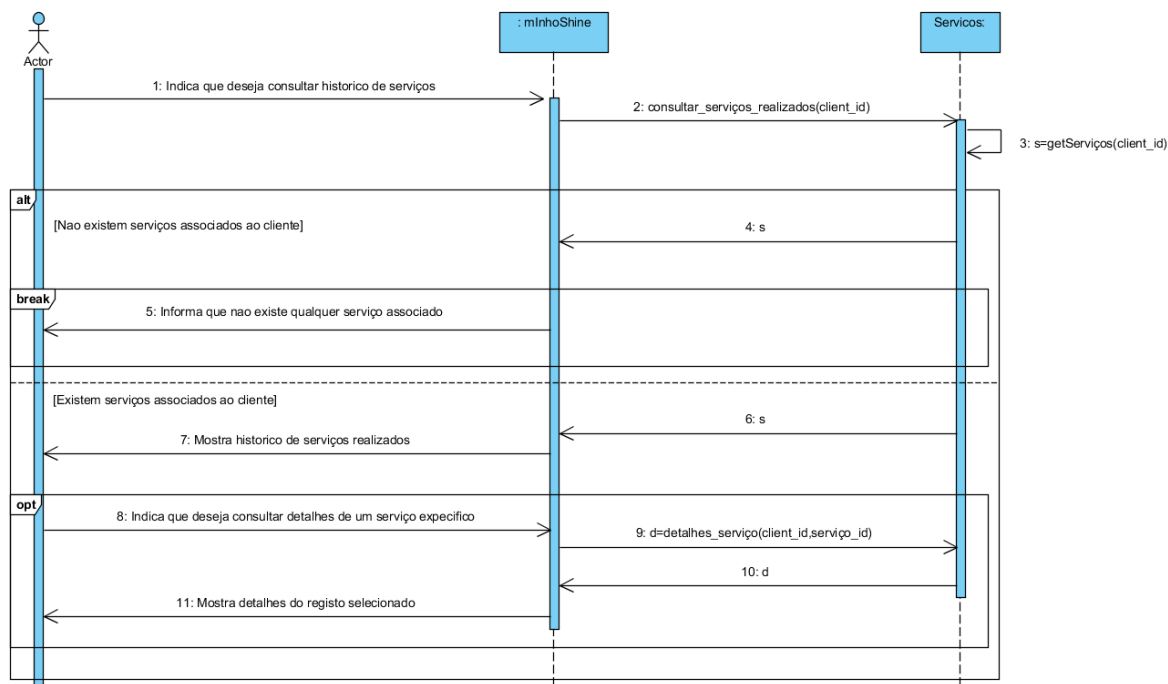 : mInhoShine
Servicos:
Actor
1: Indica que deseja consultar historico de serviços
2: consultar_serviços_realizados(client_id)
3: s=getServiços(client_id)
alt
[Nao existem serviços associados ao cliente]
4: s
break
5: Informa que nao existe qualquer serviço associado
[Existem serviços associados ao cliente]
6: s
7: Mostra historico de serviços realizados
opt
8: Indica que deseja consultar detalhes de um serviço expecifico
9: d=detalhes_serviço(client_id,serviço_id)
10: d
11: Mostra detalhes do registo selecionado